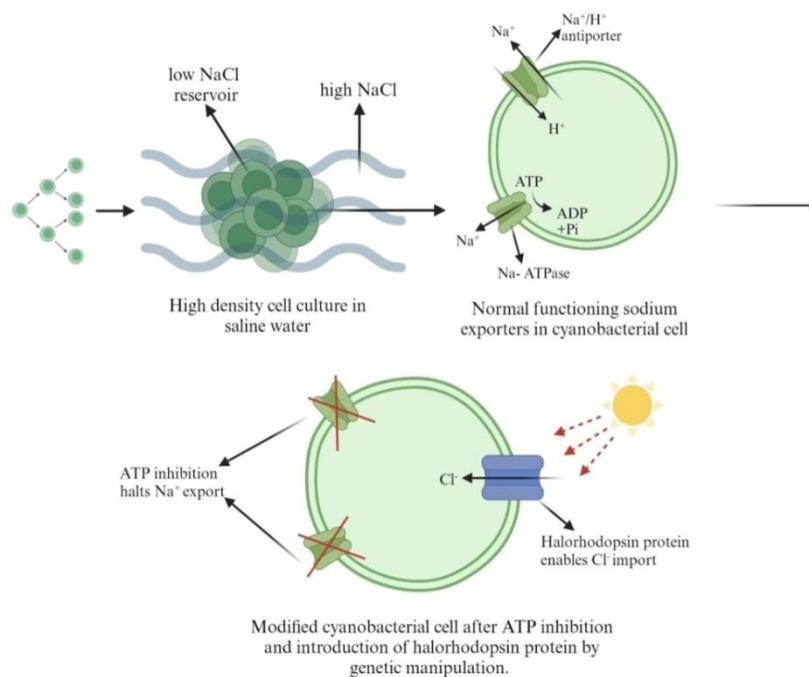 low NaCl
reservoir
high NaCl
High density cell culture in
saline water
Na⁺
Na⁺/H⁺
antiporter
H⁺
ATP
ADP
+Pi
Na⁺
Na- ATPase
Normal functioning sodium
exporters in cyanobacterial cell
ATP inhibition
halts Na⁺ export
Cl⁻
Halorhodopsin protein
enables Cl⁻ import
Modified cyanobacterial cell after ATP inhibition
and introduction of halorhodopsin protein by
genetic manipulation.